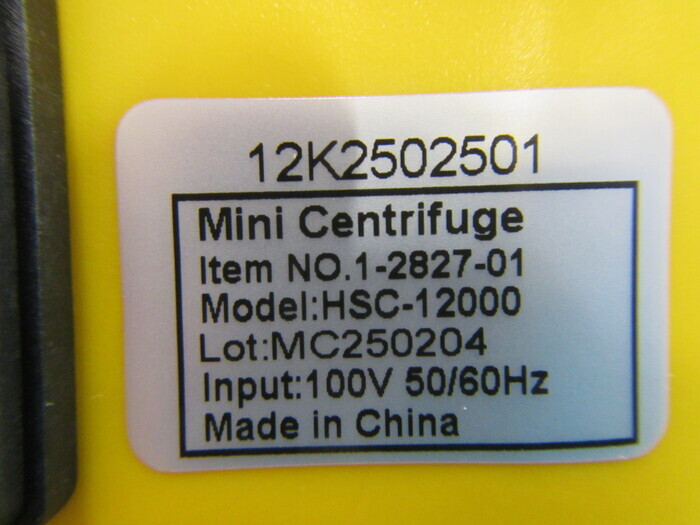 12K2502501
Mini Centrifuge
Item NO.1-2827-01
Model:HSC-12000
Lot:MC250204
Input:100V 50/60Hz
Made in China